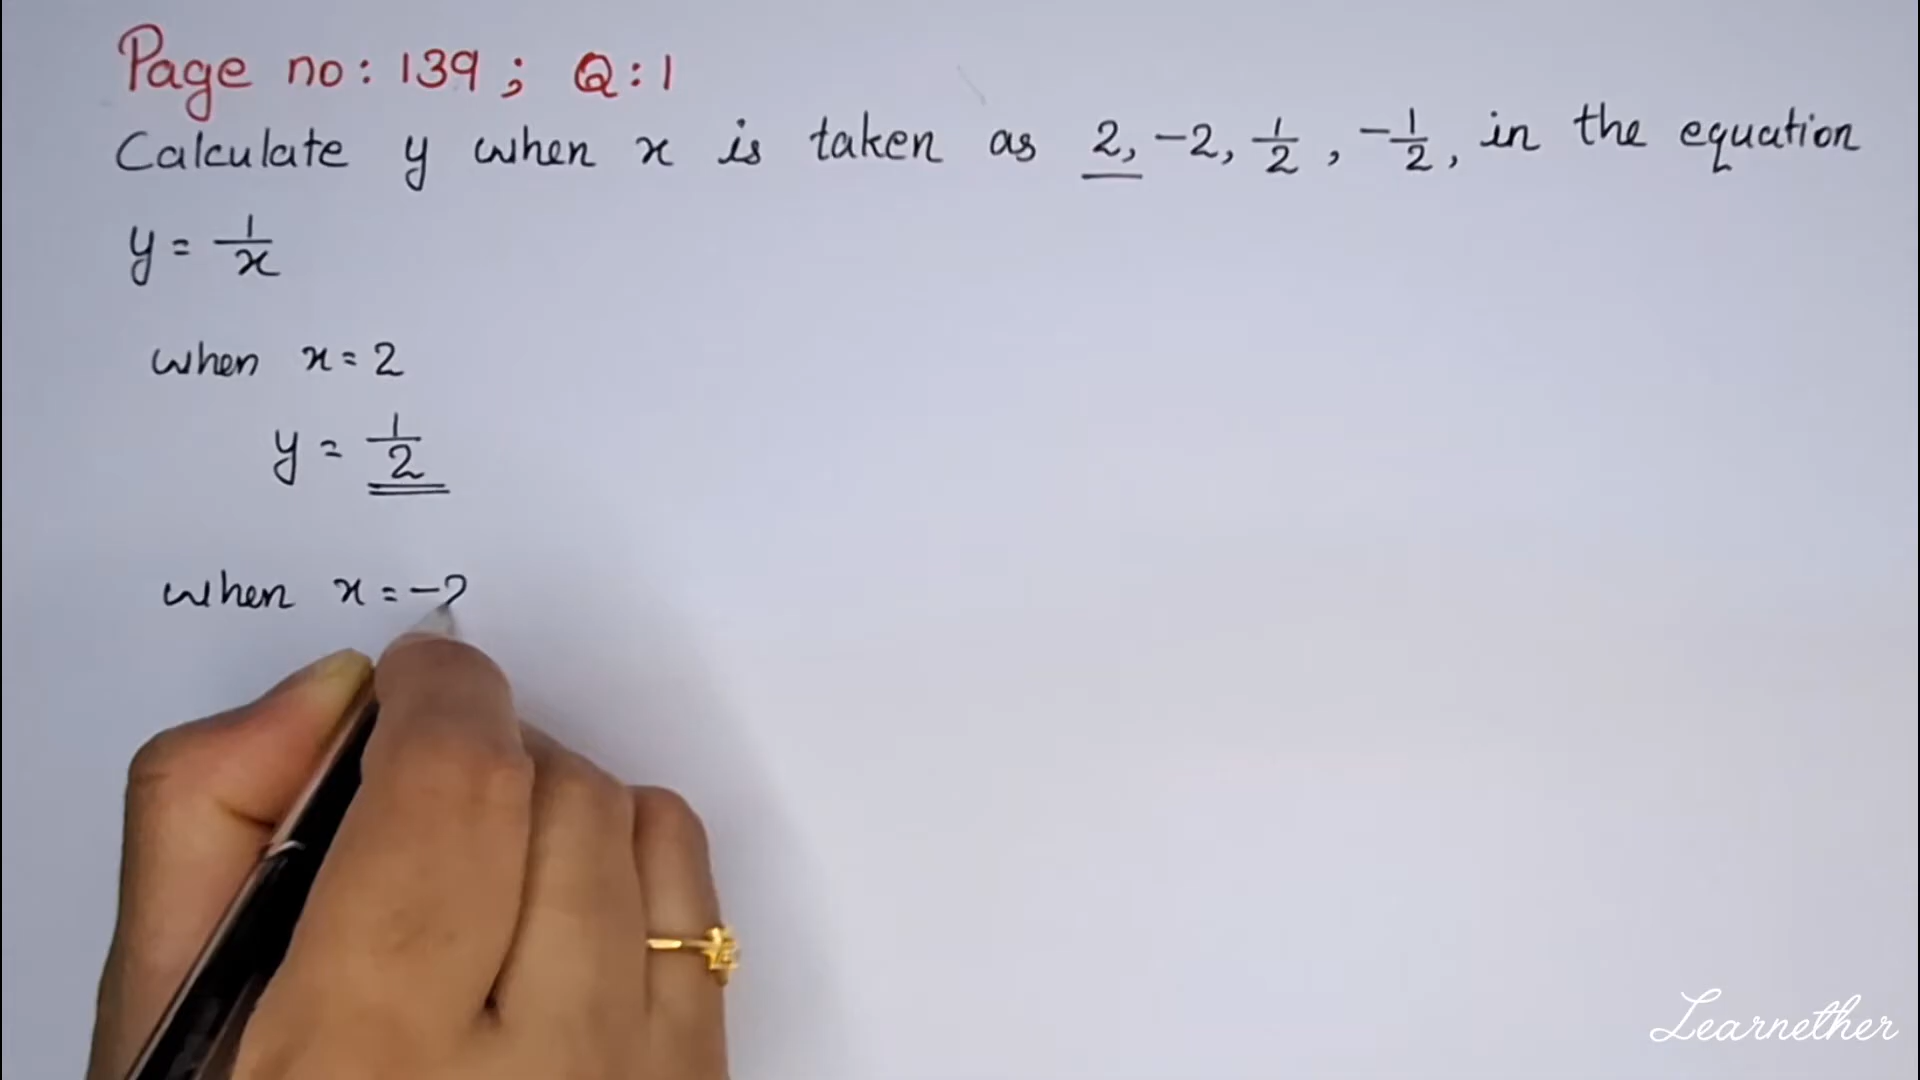 Page no: 139 ; Q:1
Calculate y when x is taken as 2, -2, 1/2, -1/2, in the equation
y = 1/x
when x = 2
y = 1/2
when x = -2
Learnether